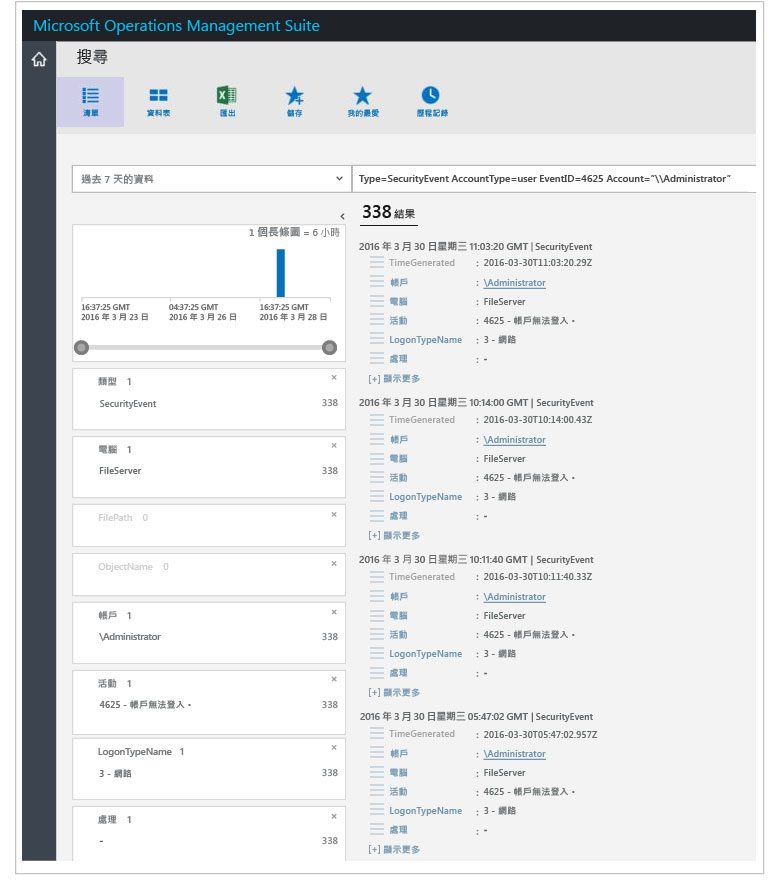 Microsoft Operations Management Suite
搜尋
清單 資料表 匯出 儲存 我的最愛 歷程記錄
過去 7 天的資料
Type=SecurityEvent AccountType=user EventID=4625 Account="\\Administrator"
1 個長條圖 = 6 小時
16:37:25 GMT 04:37:25 GMT 16:37:25 GMT
2016 年 3 月 23 日 2016 年 3 月 26 日 2016 年 3 月 28 日
類型 1
SecurityEvent 338
電腦 1
FileServer 338
FilePath 0
ObjectName 0
帳戶 1
\Administrator 338
活動 1
4625 - 帳戶無法登入。 338
LogonTypeName 1
3 - 網路 338
處理 1
- 338
338 結果
2016 年 3 月 30 日星期三 11:03:20 GMT | SecurityEvent
TimeGenerated : 2016-03-30T11:03:20.29Z
帳戶 : \Administrator
電腦 : FileServer
活動 : 4625 - 帳戶無法登入。
LogonTypeName : 3 - 網路
處理 : -
[+] 顯示更多
2016 年 3 月 30 日星期三 10:14:00 GMT | SecurityEvent
TimeGenerated : 2016-03-30T10:14:00.43Z
帳戶 : \Administrator
電腦 : FileServer
活動 : 4625 - 帳戶無法登入。
LogonTypeName : 3 - 網路
處理 : -
[+] 顯示更多
2016 年 3 月 30 日星期三 10:11:40 GMT | SecurityEvent
TimeGenerated : 2016-03-30T10:11:40.33Z
帳戶 : \Administrator
電腦 : FileServer
活動 : 4625 - 帳戶無法登入。
LogonTypeName : 3 - 網路
處理 : -
[+] 顯示更多
2016 年 3 月 30 日星期三 05:47:02 GMT | SecurityEvent
TimeGenerated : 2016-03-30T05:47:02.957Z
帳戶 : \Administrator
電腦 : FileServer
活動 : 4625 - 帳戶無法登入。
LogonTypeName : 3 - 網路
處理 : -
[+] 顯示更多